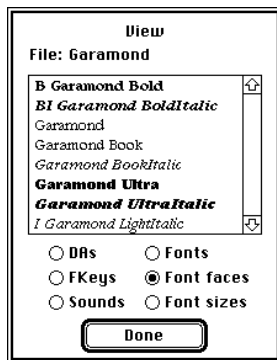 View
File: Garamond
B Garamond Bold
BI Garamond BoldItalic
Garamond
Garamond Book
Garamond BookItalic
Garamond Ultra
Garamond UltraItalic
I Garamond LightItalic
DAs Fonts
FKeys Font faces
Sounds Font sizes
Done